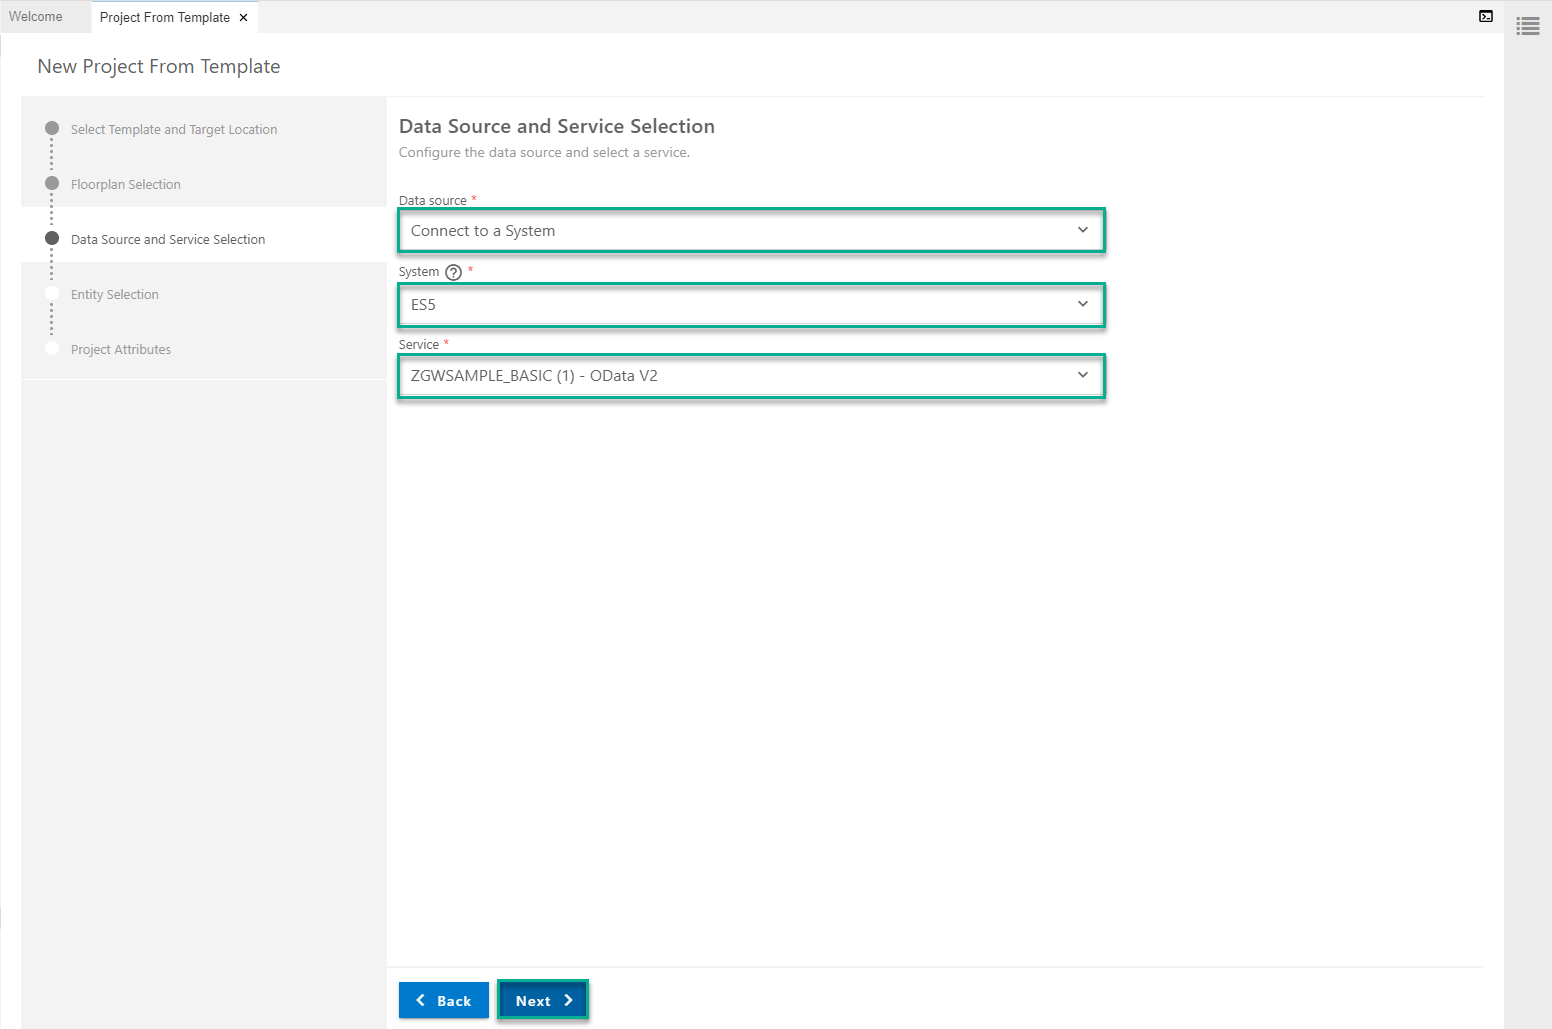 Welcome
Project From Template
New Project From Template
Select Template and Target Location
Floorplan Selection
Data Source and Service Selection
Entity Selection
Project Attributes
Data Source and Service Selection
Configure the data source and select a service.
Data source *
Connect to a System
System ? *
ES5
Service *
ZGWSAMPLE_BASIC (1) - OData V2
Back
Next